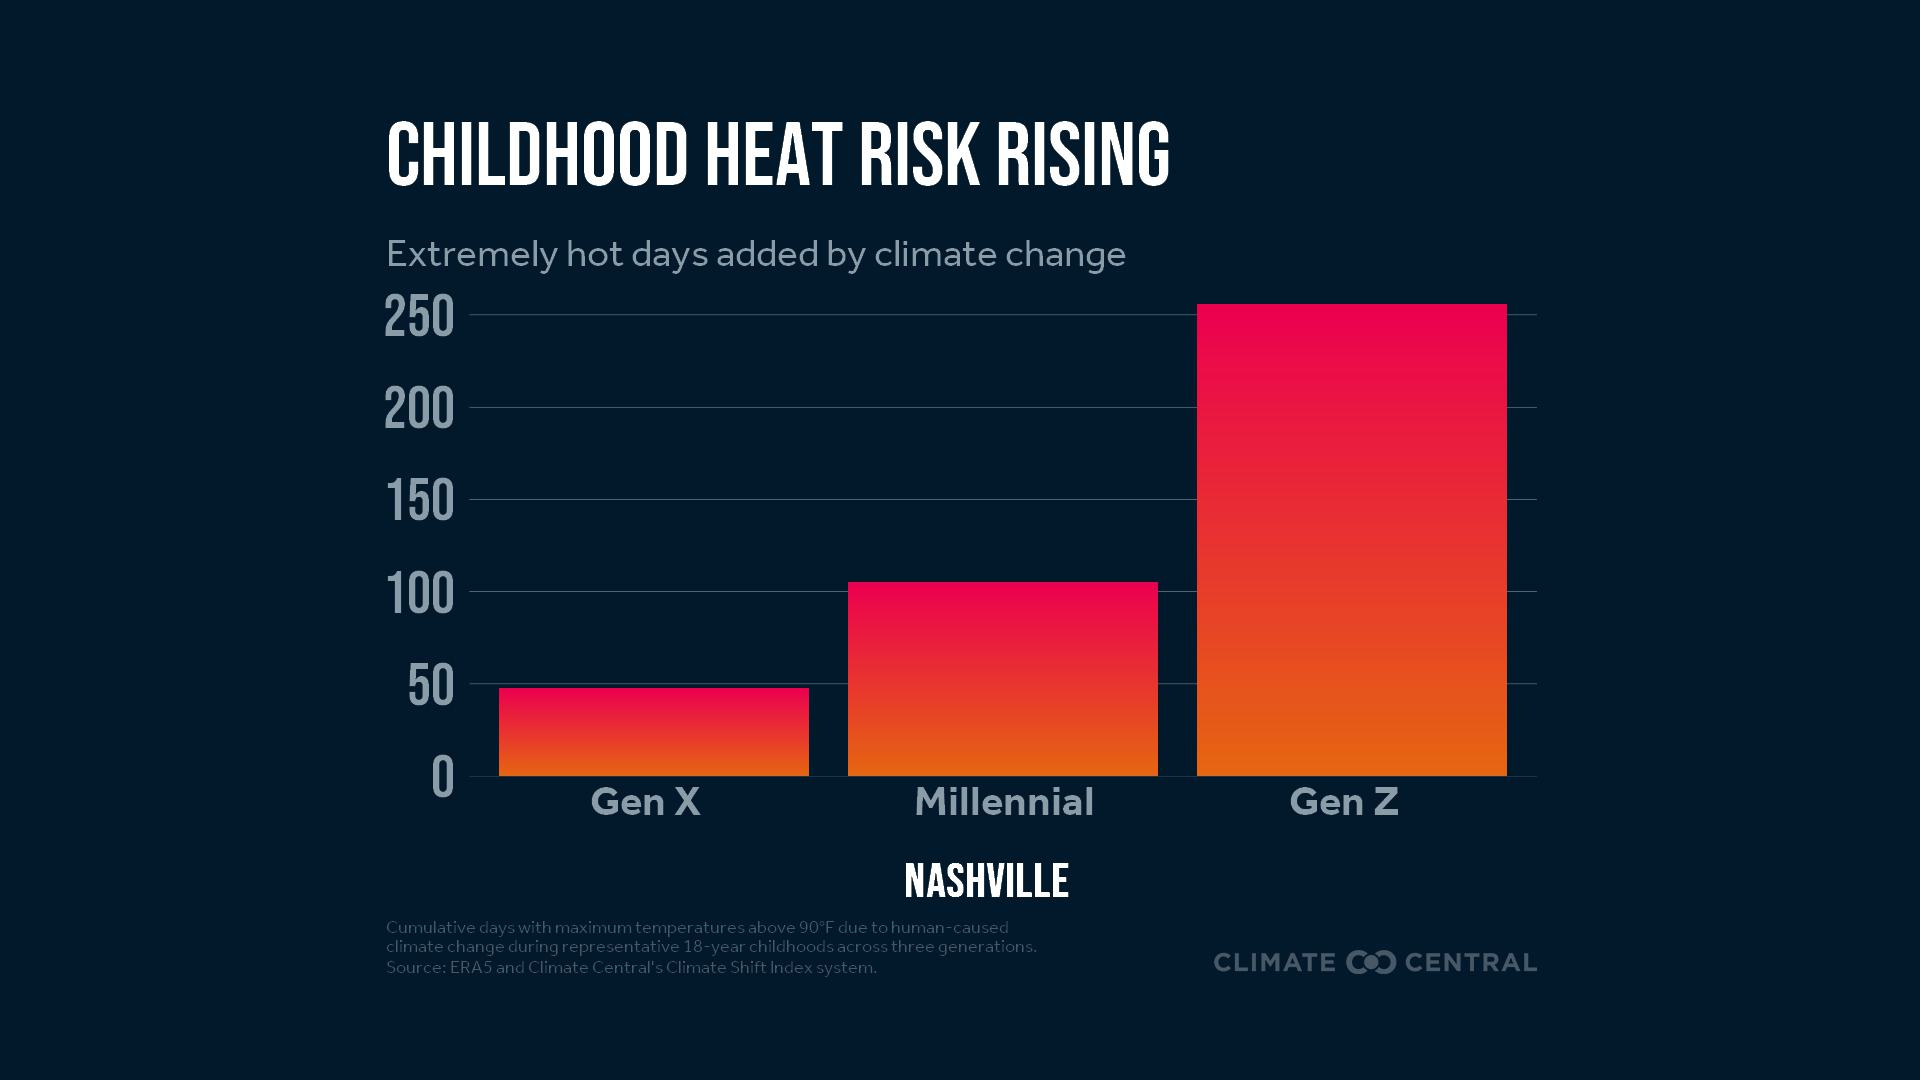 CHILDHOOD HEAT RISK RISING
Extremely hot days added by climate change
250
200
150
100
50
0
Gen X Millennial Gen Z
NASHVILLE
Cumulative days with maximum temperatures above 90°F due to human-caused
climate change during representative 18-year childhoods across three generations.
Source: ERA5 and Climate Central's Climate Shift Index system.
CLIMATE CENTRAL